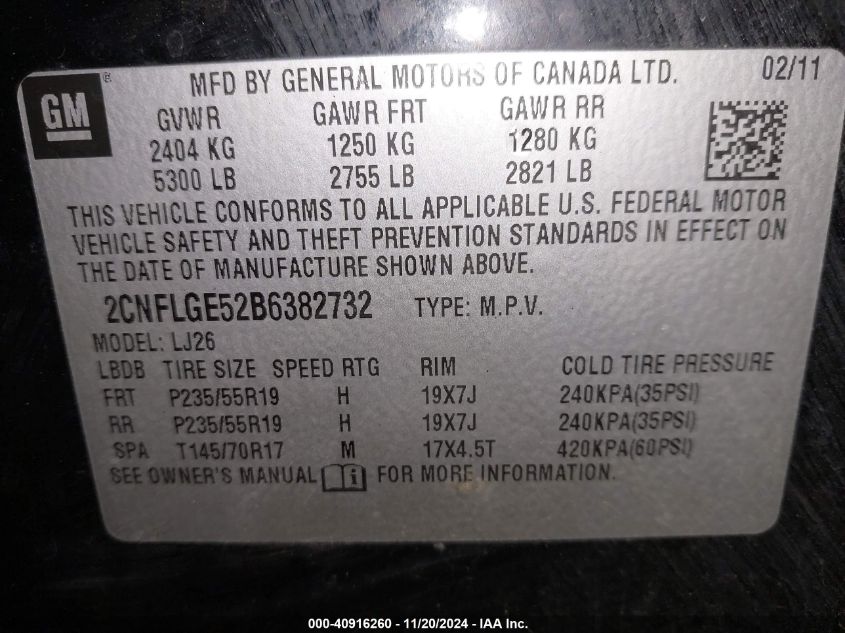 GM ® MFD BY GENERAL MOTORS OF CANADA LTD. 02/11
GVWR GAWR FRT GAWR RR
2404 KG 1250 KG 1280 KG
5300 LB 2755 LB 2821 LB
THIS VEHICLE CONFORMS TO ALL APPLICABLE U.S. FEDERAL MOTOR
VEHICLE SAFETY AND THEFT PREVENTION STANDARDS IN EFFECT ON
THE DATE OF MANUFACTURE SHOWN ABOVE.
2CNFLGE52B6382732 TYPE: M.P.V.
MODEL: LJ26
LBDB TIRE SIZE SPEED RTG RIM COLD TIRE PRESSURE
FRT P235/55R19 H 19X7J 240KPA(35PSI)
RR P235/55R19 H 19X7J 240KPA(35PSI)
SPA T145/70R17 M 17X4.5T 420KPA(60PSI)
SEE OWNER'S MANUAL i FOR MORE INFORMATION.
000-40916260 - 11/20/2024 - IAA Inc.